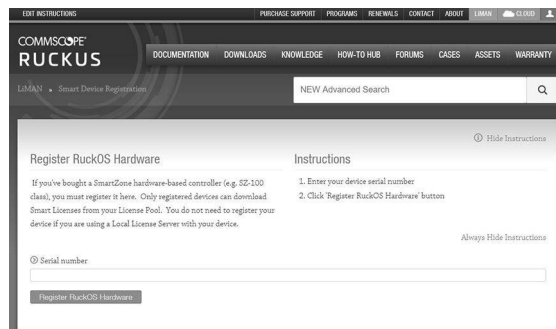 EDIT INSTRUCTIONS PURCHASE SUPPORT PROGRAMS RENEWALS CONTACT ABOUT LIMAN CLOUD
COMMSCOPE®
RUCKUS
DOCUMENTATION DOWNLOADS KNOWLEDGE HOW-TO HUB FORUMS CASES ASSETS WARRANTY
LiMAN Smart Device Registration
NEW Advanced Search
Hide Instructions
Register RuckOS Hardware
If you've bought a SmartZone hardware-based controller (e.g. SZ-100
class), you must register it here. Only registered devices can download
Smart Licenses from your License Pool. You do not need to register your
device if you are using a Local License Server with your device.
Instructions
1. Enter your device serial number
2. Click 'Register RuckOS Hardware' button
Always Hide Instructions
Serial number
Register RuckOS Hardware